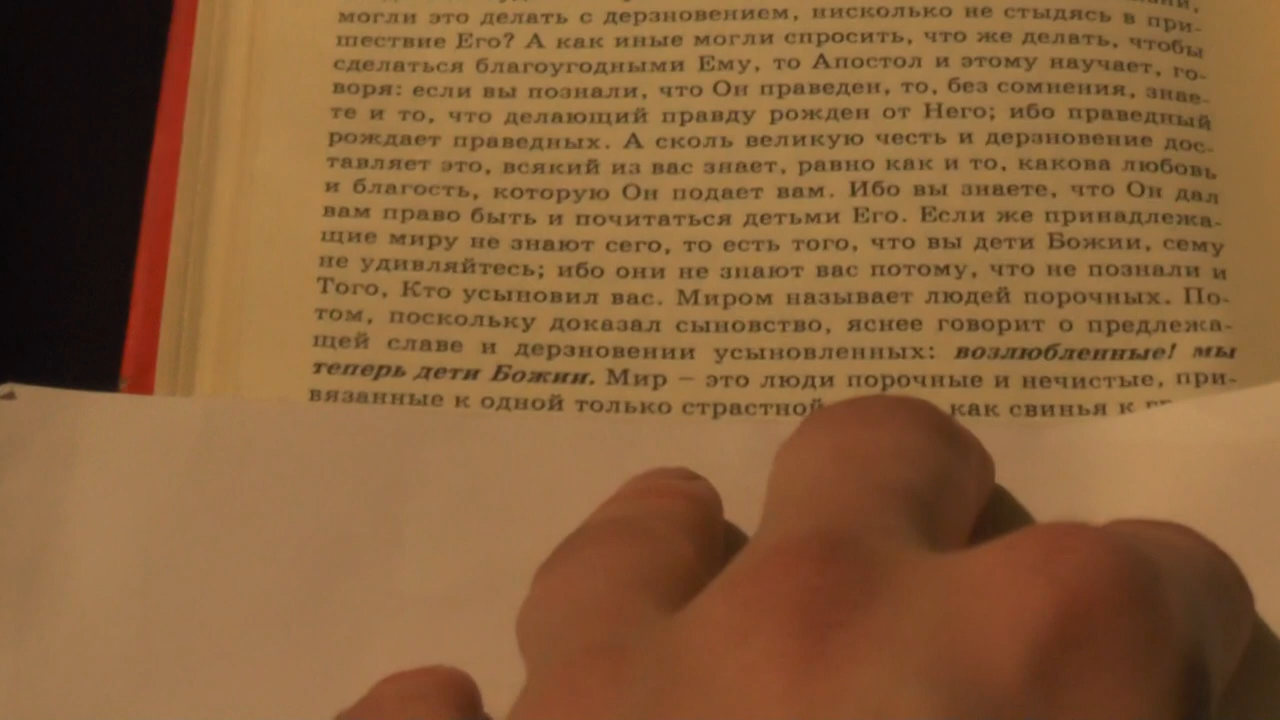 могли это делать с дерзновением, нисколько не стыдясь в при-
шествие Его? А как иные могли спросить, что же делать, чтобы
сделаться благоугодными Ему, то Апостол и этому научает, го-
воря: если вы познали, что Он праведен, то, без сомнения, знае-
те и то, что делающий правду рожден от Него; ибо праведный
рождает праведных. А сколь великую честь и дерзновение дос-
тавляет это, всякий из вас знает, равно как и то, какова любовь
и благость, которую Он подает вам. Ибо вы знаете, что Он дал
вам право быть и почитаться детьми Его. Если же принадлежа-
щие миру не знают сего, то есть того, что вы дети Божии, сему
не удивляйтесь; ибо они не знают вас потому, что не познали и
Того, Кто усыновил вас. Миром называет людей порочных. По-
том, поскольку доказал сыновство, яснее говорит о предлежа-
щей славе и дерзновении усыновленных: возлюбленные! мы
теперь дети Божии. Мир – это люди порочные и нечистые, при-
вязанные к одной только страстной как свинья к